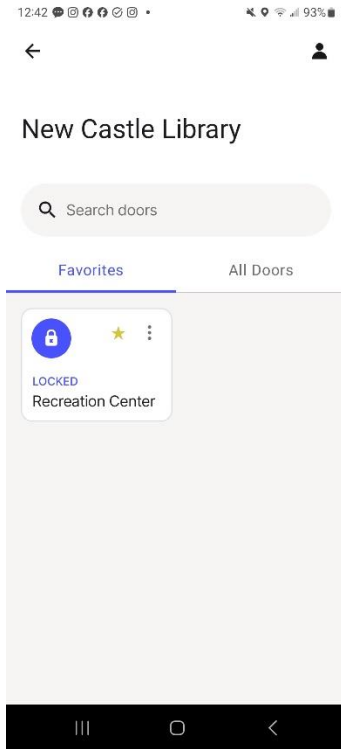 12:42 93%
New Castle Library
Search doors
Favorites All Doors
LOCKED
Recreation Center